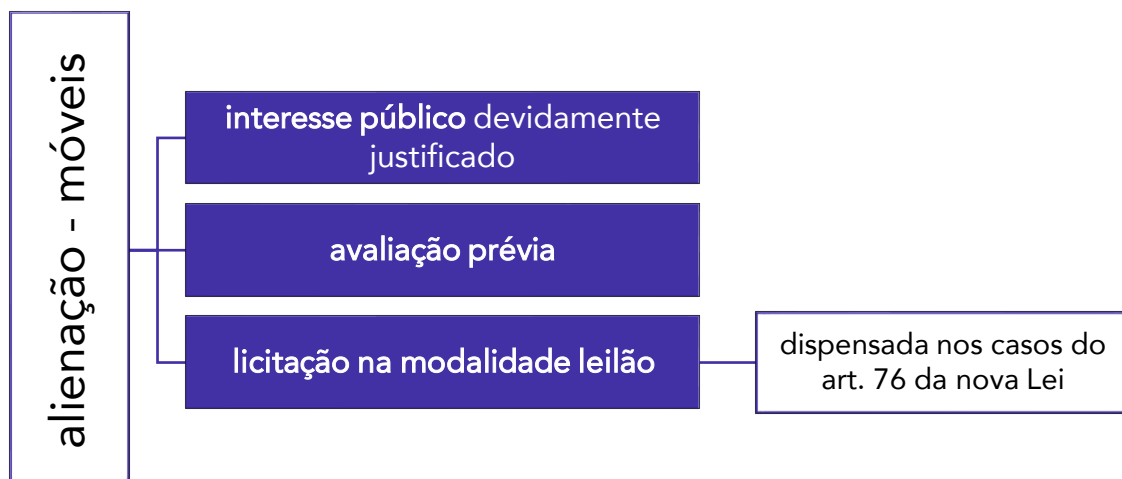 alienação - móveis
interesse público devidamente
justificado
avaliação prévia
licitação na modalidade leilão
dispensada nos casos do
art. 76 da nova Lei